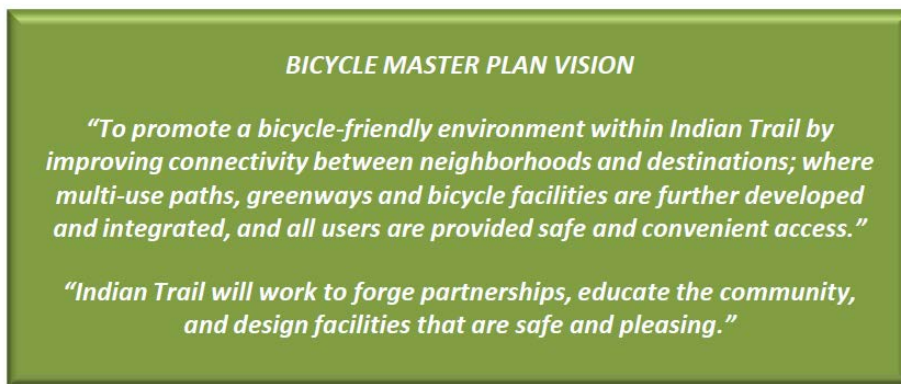 BICYCLE MASTER PLAN VISION
“To promote a bicycle-friendly environment within Indian Trail by
improving connectivity between neighborhoods and destinations; where
multi-use paths, greenways and bicycle facilities are further developed
and integrated, and all users are provided safe and convenient access.”
“Indian Trail will work to forge partnerships, educate the community,
and design facilities that are safe and pleasing.”